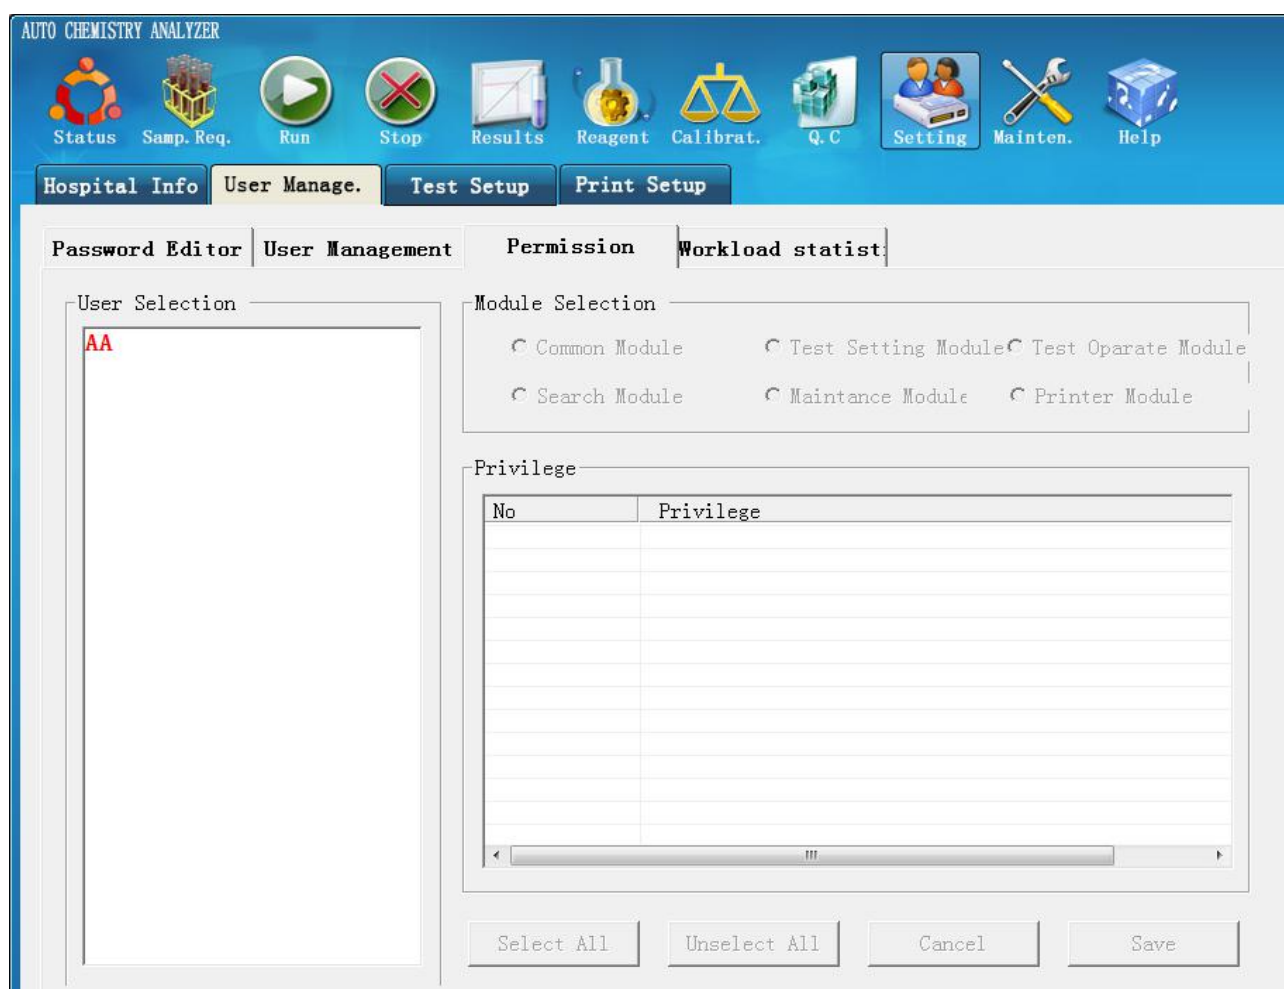 AUTO CHEMISTRY ANALYZER
Status Samp.Req. Run Stop Results Reagent Calibrat. Q.C Setting Mainten. Help
Hospital Info User Manage. Test Setup Print Setup
Password Editor User Management Permission Workload statist
User Selection
AA
Module Selection
Common Module Test Setting Module Test Oparate Module
Search Module Maintance Module Printer Module
Privilege
No Privilege
Select All Unselect All Cancel Save